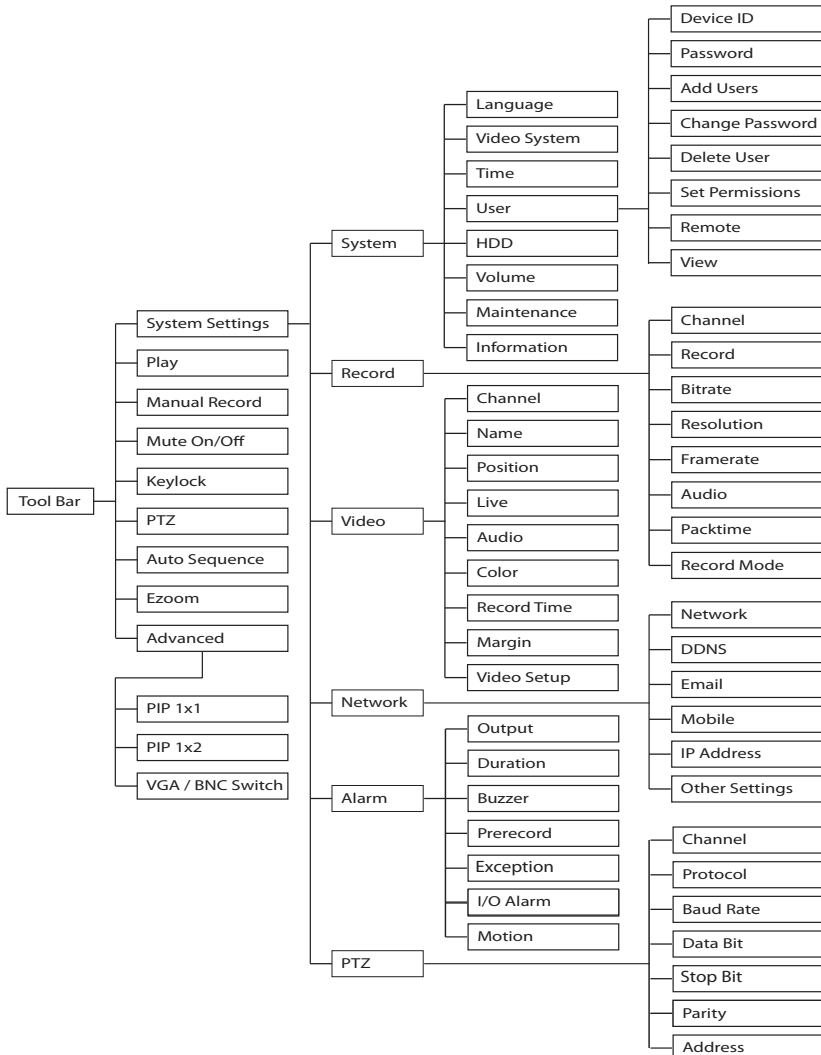 Tool Bar
System Settings
Play
Manual Record
Mute On/Off
Keylock
PTZ
Auto Sequence
Ezoom
Advanced
PIP 1x1
PIP 1x2
VGA / BNC Switch
System
Record
Video
Network
Alarm
PTZ
Language
Video System
Time
User
HDD
Volume
Maintenance
Information
Channel
Name
Position
Live
Audio
Color
Record Time
Margin
Video Setup
Output
Duration
Buzzer
Prerecord
Exception
I/O Alarm
Motion
Device ID
Password
Add Users
Change Password
Delete User
Set Permissions
Remote
View
Channel
Record
Bitrate
Resolution
Framerate
Audio
Packtime
Record Mode
Network
DDNS
Email
Mobile
IP Address
Other Settings
Channel
Protocol
Baud Rate
Data Bit
Stop Bit
Parity
Address